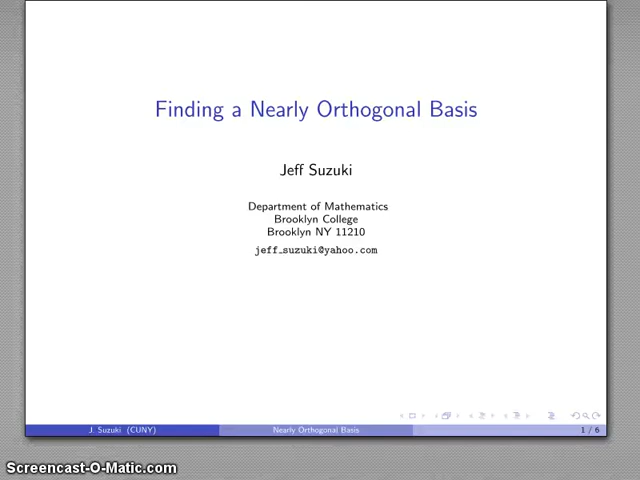 Finding a Nearly Orthogonal Basis
Jeff Suzuki
Department of Mathematics
Brooklyn College
Brooklyn NY 11210
jeff_suzuki@yahoo.com
J. Suzuki (CUNY)
Nearly Orthogonal Basis
1 / 6
Screencast-O-Matic.com